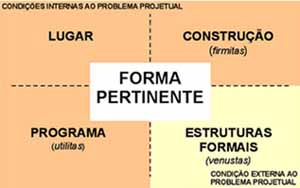 CONDIÇÕES INTERNAS AO PROBLEMA PROJETUAL
LUGAR
CONSTRUÇÃO
(firmitas)
FORMA
PERTINENTE
PROGRAMA
(utilitas)
ESTRUTURAS
FORMAIS
(venustas)
CONDIÇÃO EXTERNA AO
PROBLEMA PROJETUAL